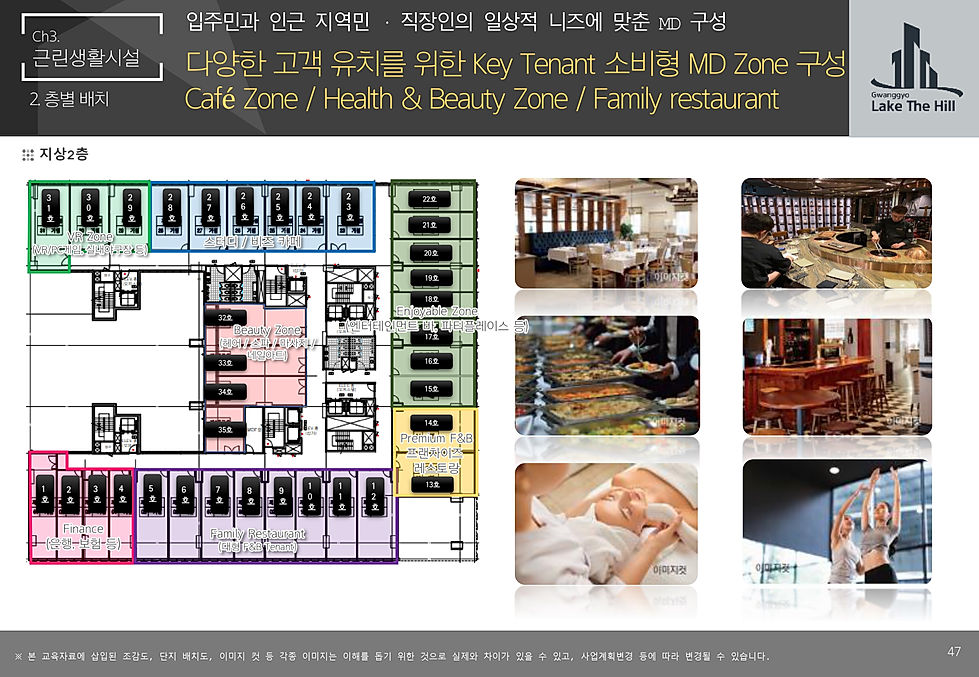 Ch3.
근린생활시설
2. 층별 배치
입주민과 인근 지역민 · 직장인의 일상적 니즈에 맞춘 MD 구성
다양한 고객 유치를 위한 Key Tenant 소비형 MD Zone 구성
Café Zone / Health & Beauty Zone / Family restaurant
Gwanggyo
Lake The Hill
지상2층
31호
30호
29호
28호
27호
26호
25호
24호
23호
VR Zone
(VR/PC게임, 실내야구장 등)
스터디 / 비즈 카페
22호
21호
20호
19호
18호
Enjoyable Zone
(엔터테인먼트 바, 파티플레이스 등)
17호
16호
15호
32호
Beauty Zone
(헤어 / 스파 / 마사지 /
네일아트)
33호
34호
35호
14호
Premium F&B
프랜차이즈
레스토랑
13호
1호
2호
3호
4호
5호
6호
7호
8호
9호
10호
11호
12호
Finance
(은행, 보험 등)
Family Restaurant
(대형 F&B Tenant)
이미지컷
이미지컷
이미지컷
이미지컷
이미지컷
이미지컷
※ 본 교육자료에 삽입된 조감도, 단지 배치도, 이미지 컷 등 각종 이미지는 이해를 돕기 위한 것으로 실제와 차이가 있을 수 있고, 사업계획변경 등에 따라 변경될 수 있습니다.
47